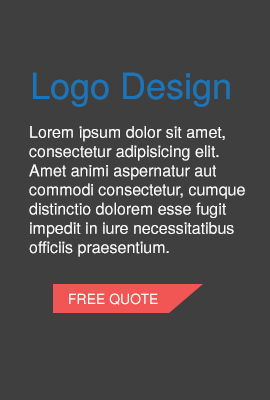 Logo Design
Lorem ipsum dolor sit amet,
consectetur adipisicing elit.
Amet animi aspernatur aut
commodi consectetur, cumque
distinctio dolorem esse fugit
impedit in iure necessitatibus
officiis praesentium.
FREE QUOTE